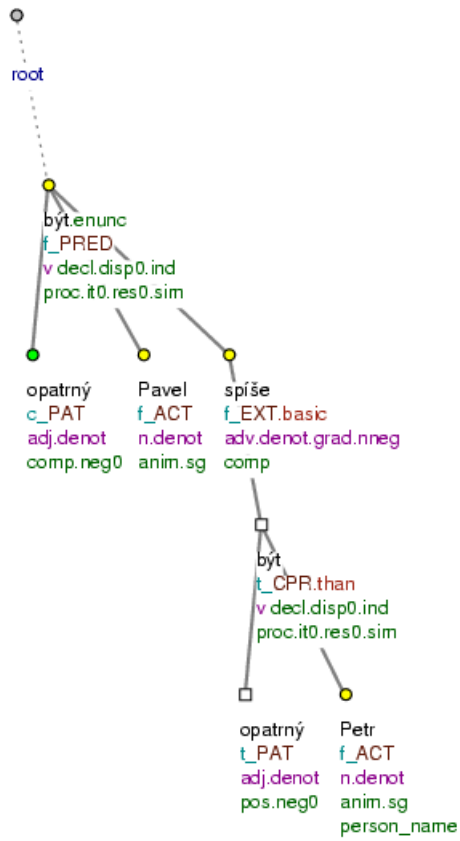 root
být.enunc
f_PRED
v decl.disp0.ind
proc.it0.res0.sim
opatrný
c_PAT
adj.denot
comp.neg0
Pavel
f_ACT
n.denot
anim.sg
spíše
f_EXT.basic
adv.denot.grad.nneg
comp
být
t_CPR.than
v decl.disp0.ind
proc.it0.res0.sim
opatrný
t_PAT
adj.denot
pos.neg0
Petr
f_ACT
n.denot
anim.sg
person_name